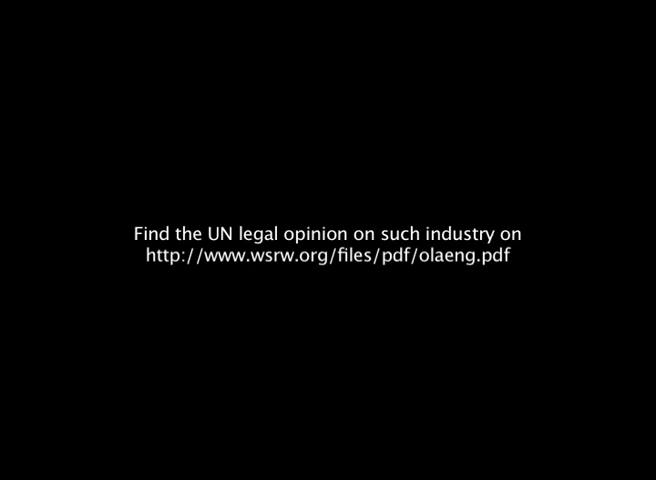 Find the UN legal opinion on such industry on
http://www.wsrw.org/files/pdf/olaeng.pdf